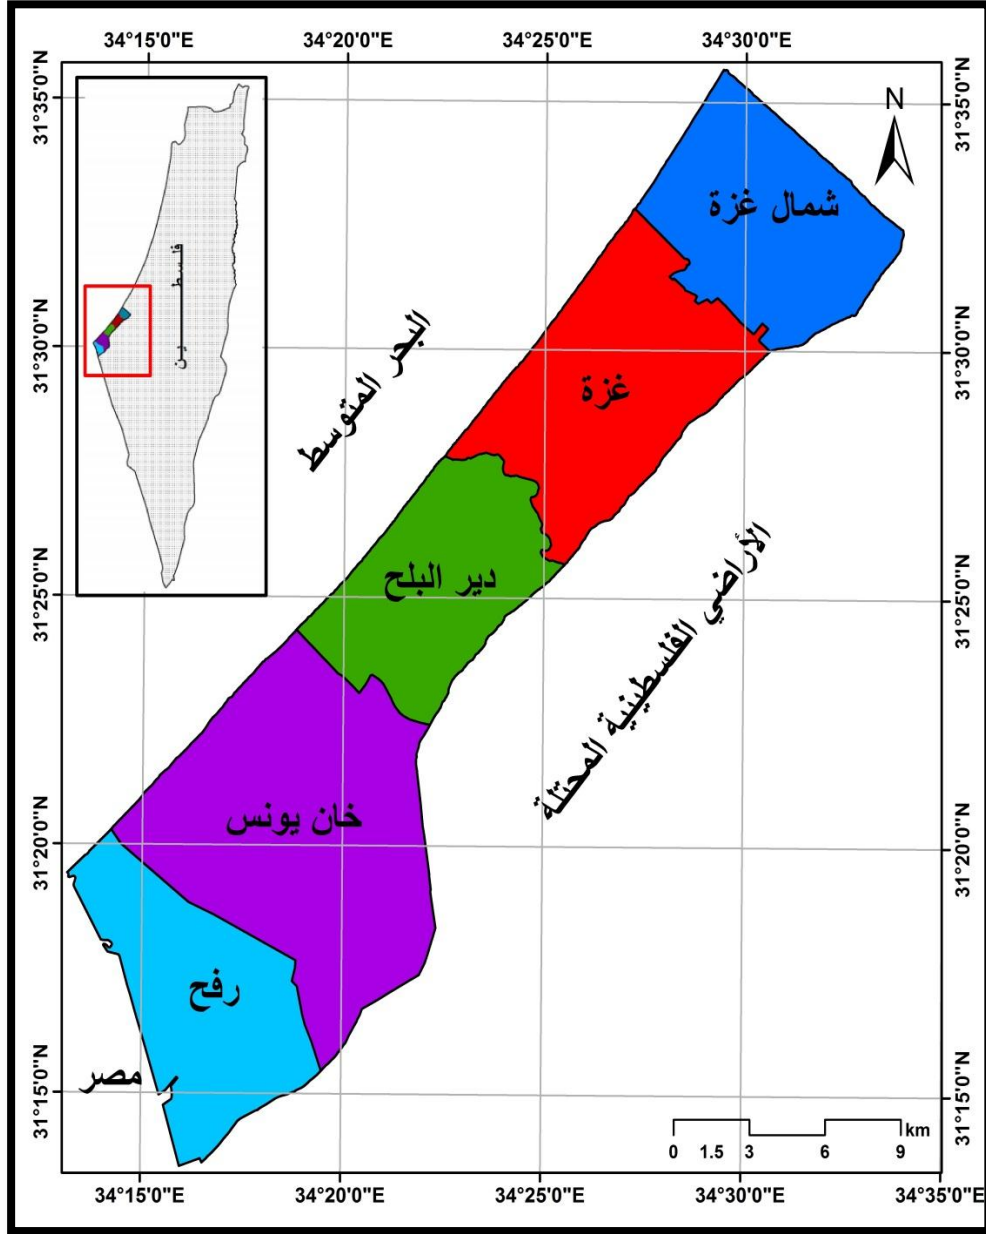 34°15'0"E 34°20'0"E 34°25'0"E 34°30'0"E
31°35'0"N 31°35'0"N
N
شمال غزة
فلسطين
31°30'0"N 31°30'0"N
البحر المتوسط
غزة
الأراضي الفلسطينية المحتلة
دير البلح
31°25'0"N 31°25'0"N
خان يونس
31°20'0"N 31°20'0"N
رفح
مصر
31°15'0"N 31°15'0"N
km
0 1.5 3 6 9
34°15'0"E 34°20'0"E 34°25'0"E 34°30'0"E 34°35'0"E